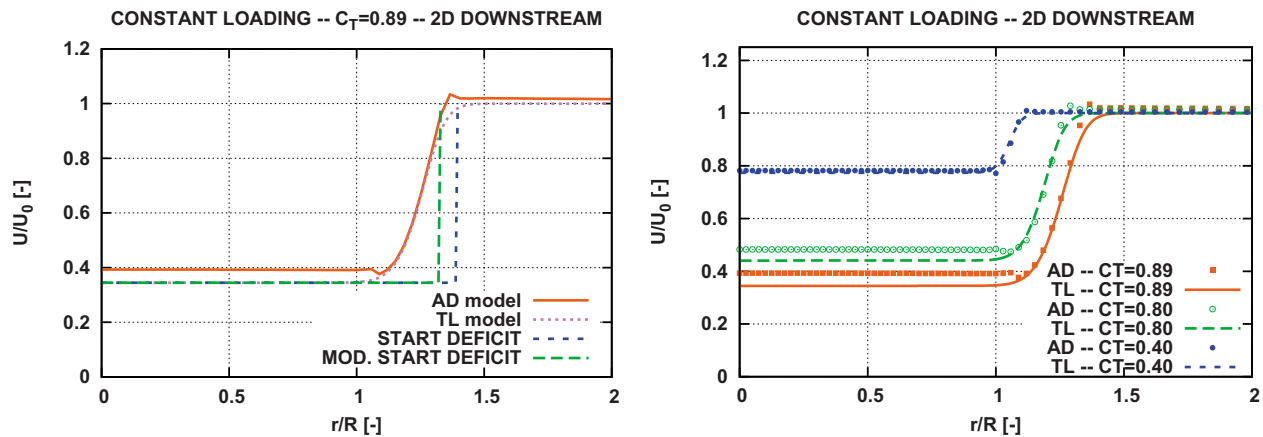 CONSTANT LOADING -- C_T=0.89 -- 2D DOWNSTREAM
1.2
1
0.8
0.6
0.4
0.2
0
U/U_0 [-]
0
0.5
1
1.5
2
r/R [-]
AD model
TL model
START DEFICIT
MOD. START DEFICIT
CONSTANT LOADING -- 2D DOWNSTREAM
1.2
1
0.8
0.6
0.4
0.2
0
U/U_0 [-]
0
0.5
1
1.5
2
r/R [-]
AD -- CT=0.89
TL -- CT=0.89
AD -- CT=0.80
TL -- CT=0.80
AD -- CT=0.40
TL -- CT=0.40